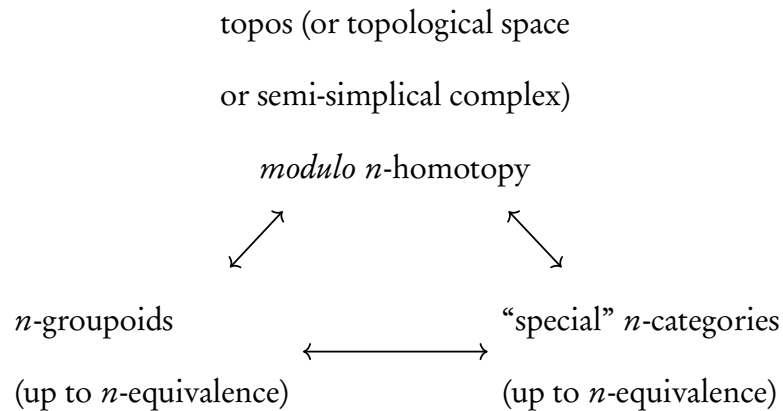 topos (or topological space
or semi-simplical complex)
modulo n-homotopy
n-groupoids
(up to n-equivalence)
“special” n-categories
(up to n-equivalence)